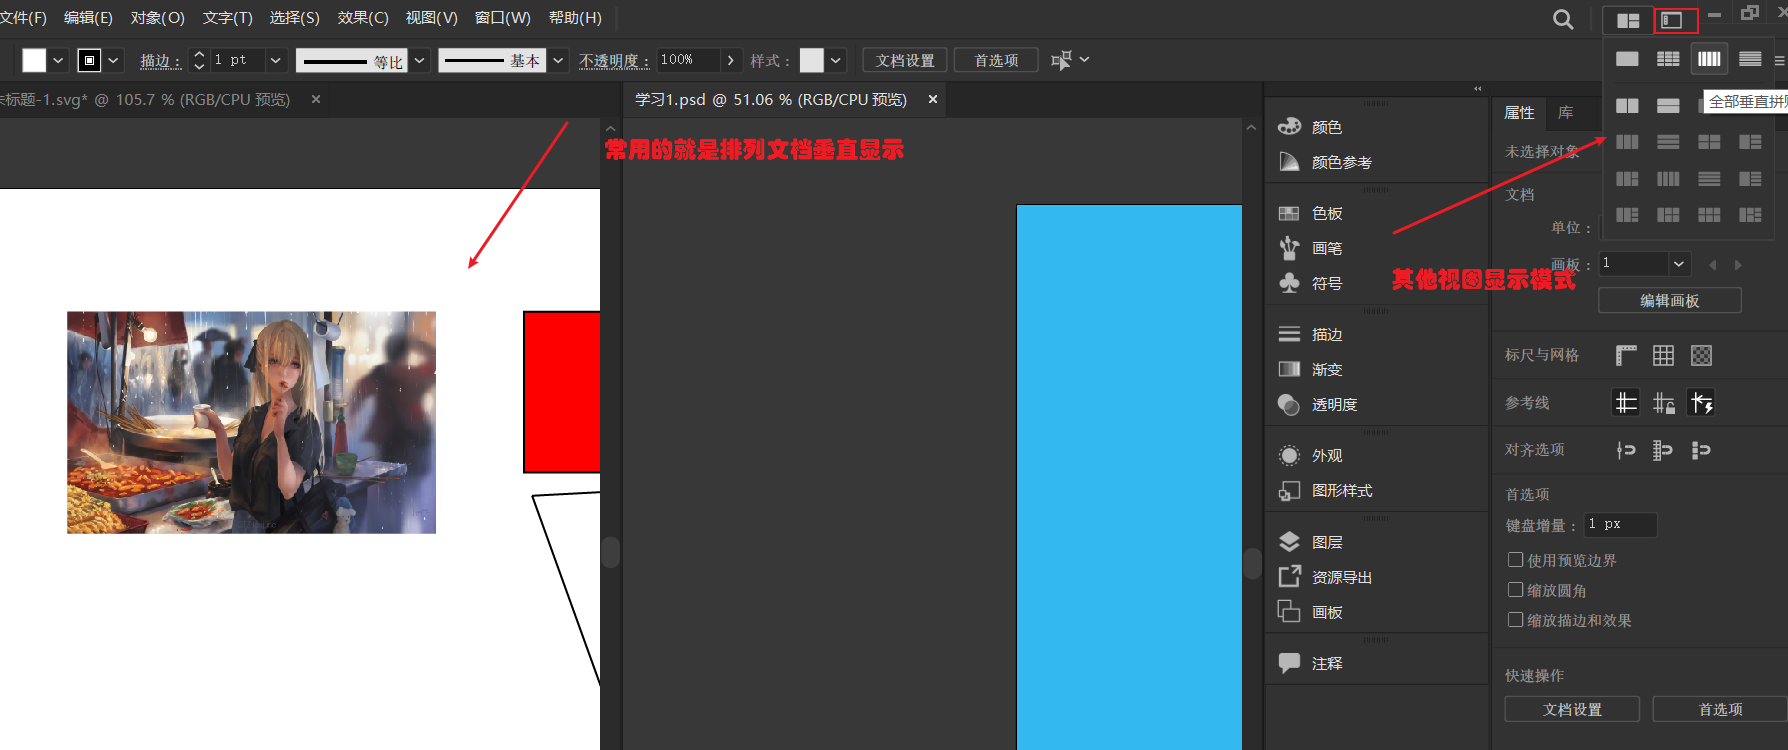 文件(F) 编辑(E) 对象(O) 文字(T) 选择(S) 效果(C) 视图(V) 窗口(W) 帮助(H)
描边： 1 pt 等比 基本 不透明度： 100% 样式： 文档设置 首选项
未标题-1.svg* @ 105.7 % (RGB/CPU 预览) ×
学习1.psd @ 51.06 % (RGB/CPU 预览) ×
常用的就是排列文档垂直显示
颜色
颜色参考
色板
画笔
符号
描边
渐变
透明度
外观
图形样式
图层
资源导出
画板
注释
全部垂直拼贴
属性 库
未选择对象
文档
单位：
其他视图显示模式
画板： 1
编辑画板
标尺与网格
参考线
对齐选项
首选项
键盘增量： 1 px
使用预览边界
缩放圆角
缩放描边和效果
快速操作
文档设置 首选项